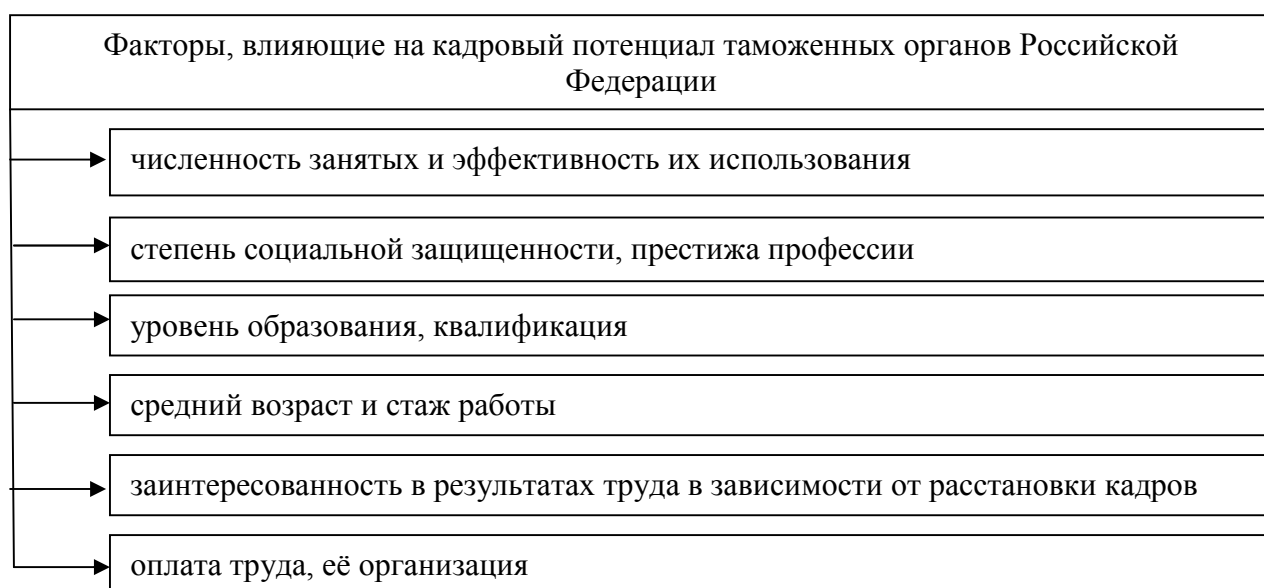 Факторы, влияющие на кадровый потенциал таможенных органов Российской
Федерации
численность занятых и эффективность их использования
степень социальной защищенности, престижа профессии
уровень образования, квалификация
средний возраст и стаж работы
заинтересованность в результатах труда в зависимости от расстановки кадров
оплата труда, её организация